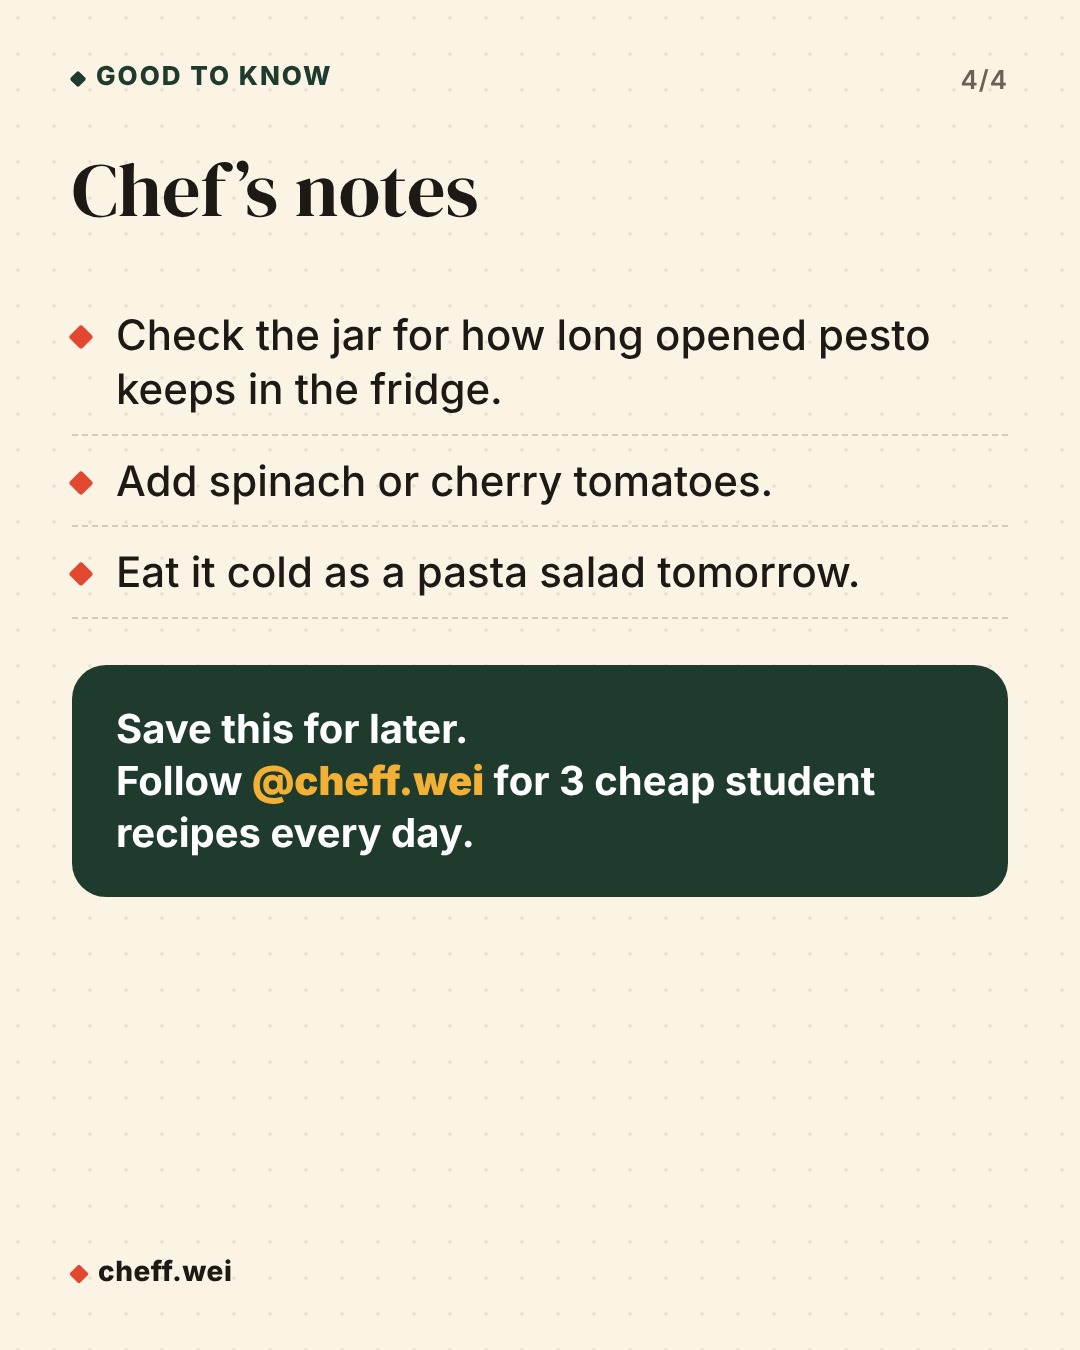 GOOD TO KNOW
4/4
Chef’s notes
Check the jar for how long opened pesto
keeps in the fridge.
Add spinach or cherry tomatoes.
Eat it cold as a pasta salad tomorrow.
Save this for later.
Follow @cheff.wei for 3 cheap student
recipes every day.
cheff.wei